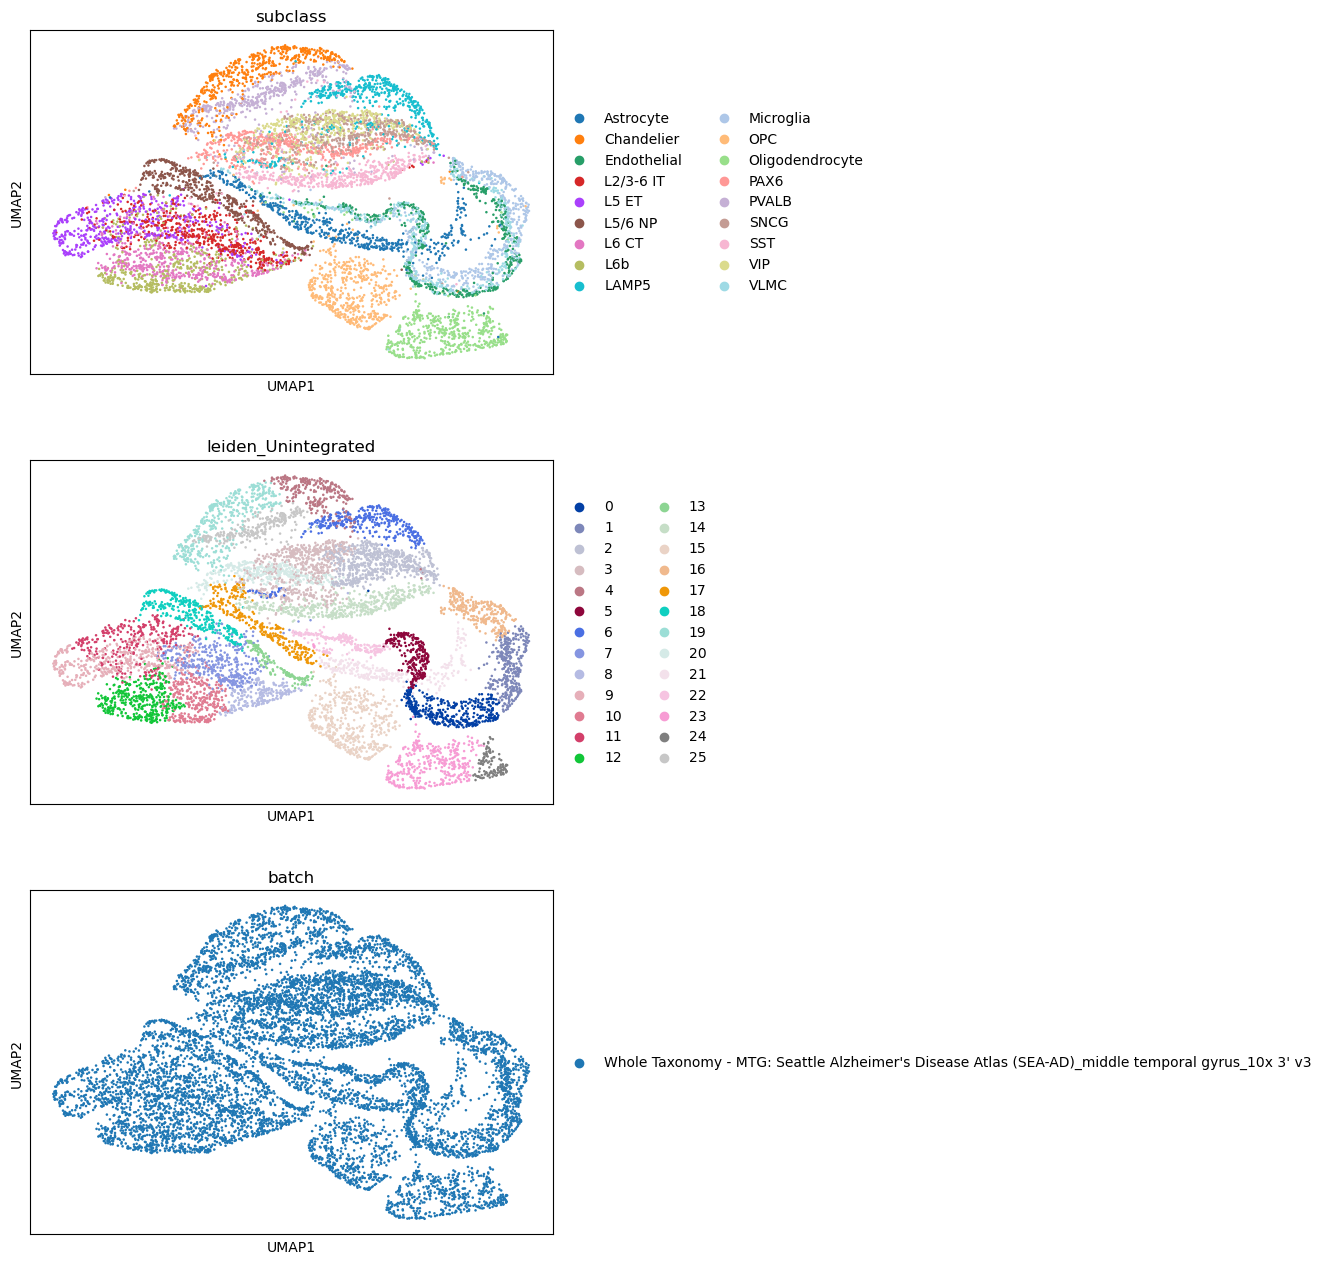 subclass
UMAP2
UMAP1
Astrocyte
Chandelier
Endothelial
L2/3-6 IT
L5 ET
L5/6 NP
L6 CT
L6b
LAMP5
Microglia
OPC
Oligodendrocyte
PAX6
PVALB
SNCG
SST
VIP
VLMC
leiden_Unintegrated
UMAP2
UMAP1
0
1
2
3
4
5
6
7
8
9
10
11
12
13
14
15
16
17
18
19
20
21
22
23
24
25
batch
UMAP2
UMAP1
Whole Taxonomy - MTG: Seattle Alzheimer's Disease Atlas (SEA-AD)_middle temporal gyrus_10x 3' v3